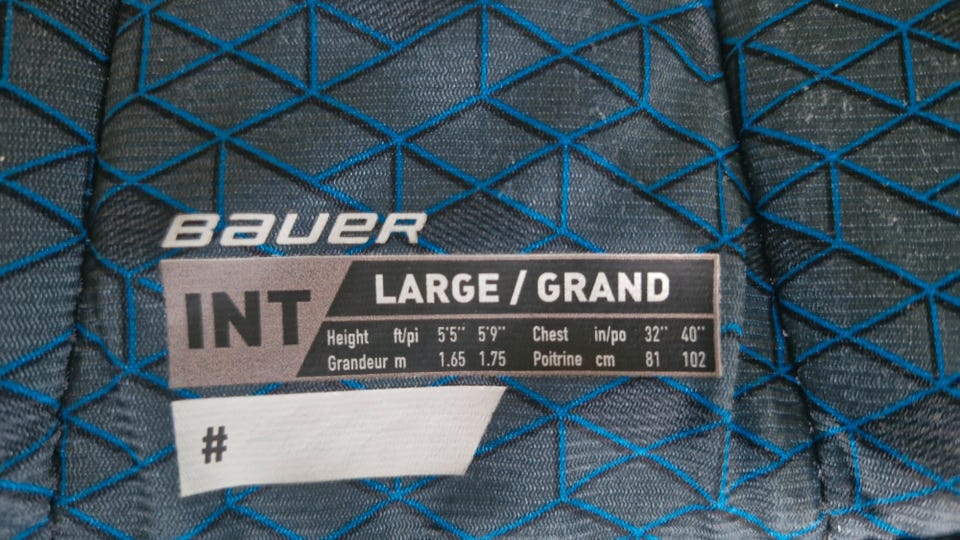 BAUER
INT
LARGE / GRAND
Height ft/pi 5'5'' 5'9'' Chest in/po 32'' 40''
Grandeur m 1.65 1.75 Poitrine cm 81 102
#